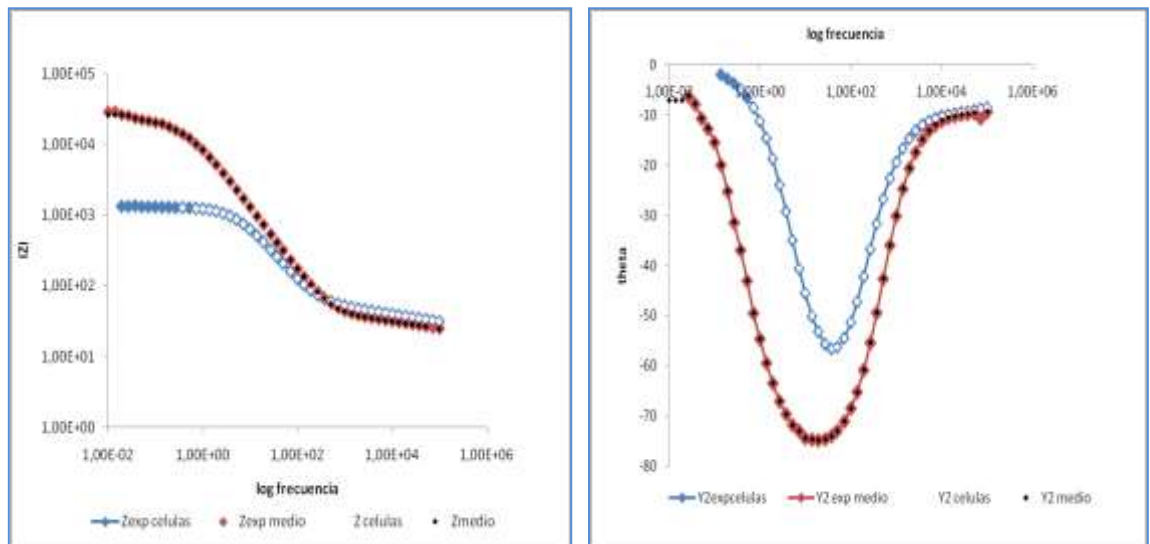 1,00E+05
1,00E+04
1,00E+03
1,00E+02
1,00E+01
1,00E+00
IZI
1,00E-02 1,00E+00 1,00E+02 1,00E+04 1,00E+06
log frecuencia
Zexp celulas Zexp medio Z celulas Zmedio
log frecuencia
0
1,00E-02 1,00E+00 1,00E+02 1,00E+04 1,00E+06
-10
-20
-30
-40
-50
-60
-70
-80
theta
Y2expcelulas Y2 exp medio Y2 celulas Y2 medio